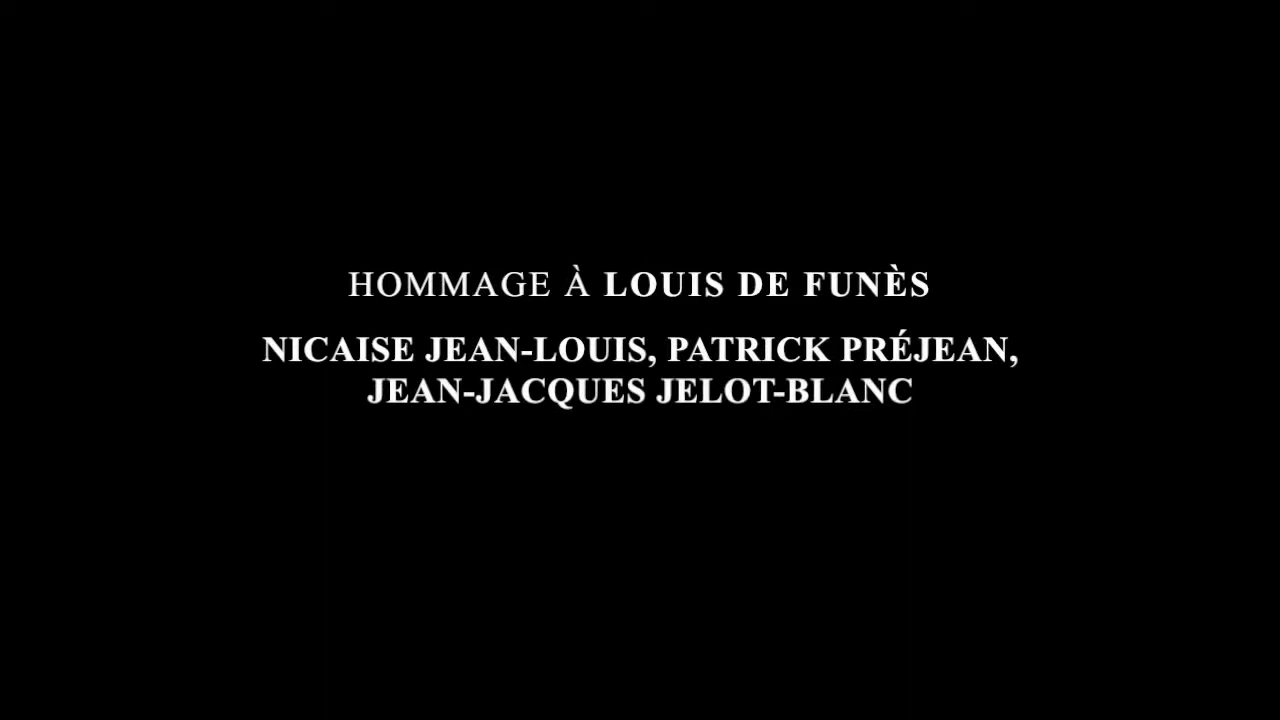 HOMMAGE À LOUIS DE FUNÈS
NICAISE JEAN-LOUIS, PATRICK PRÉJEAN,
JEAN-JACQUES JELOT-BLANC